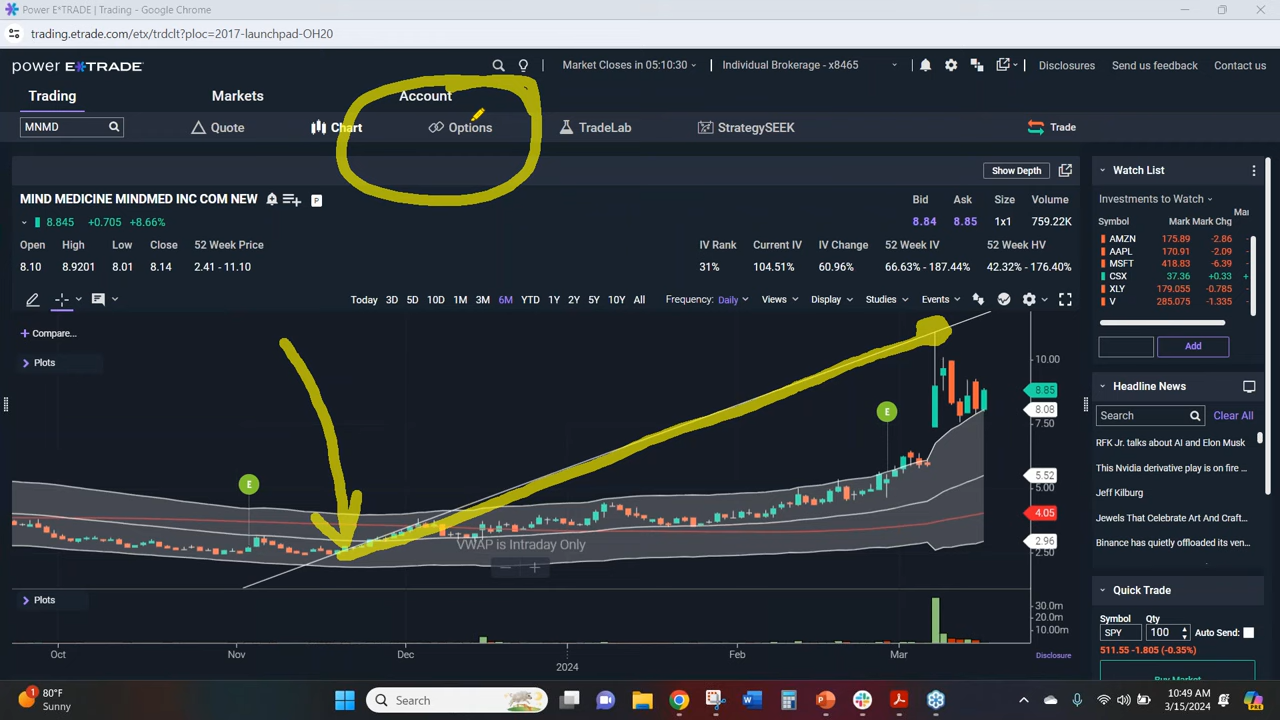 Power E*TRADE | Trading - Google Chrome
trading.etrade.com/etx/trdclt?ploc=2017-launchpad-OH20
power E*TRADE
Market Closes in 05:10:30
Individual Brokerage - x8465
Disclosures
Send us feedback
Contact us
Trading
Markets
Account
MNMD
Quote
Chart
Options
TradeLab
StrategySEEK
Trade
Show Depth
MIND MEDICINE MINDMED INC COM NEW
P
8.845 +0.705 +8.66%
Bid Ask Size Volume
8.84 8.85 1x1 759.22K
Open High Low Close 52 Week Price
8.10 8.9201 8.01 8.14 2.41 - 11.10
IV Rank Current IV IV Change 52 Week IV 52 Week HV
31% 104.51% 60.96% 66.63% - 187.44% 42.32% - 176.40%
Today 3D 5D 10D 1M 3M 6M YTD 1Y 2Y 5Y 10Y All
Frequency: Daily
Views
Display
Studies
Events
Compare...
Plots
E
E
VWAP is Intraday Only
10.00
8.85
8.08
7.50
5.52
5.00
4.05
2.96
2.50
Plots
30.0m
20.0m
10.00m
Oct Nov Dec 2024 Feb Mar
Disclosure
Watch List
Investments to Watch
Symbol Mark Mark Chg Mar
AMZN 175.89 -2.86
AAPL 170.91 -2.09
MSFT 418.83 -6.39
CSX 37.36 +0.33 +
XLY 179.055 -0.785
V 285.075 -1.335
Add
Headline News
Search
Clear All
RFK Jr. talks about AI and Elon Musk
This Nvidia derivative play is on fire ...
Jeff Kilburg
Jewels That Celebrate Art And Craft...
Binance has quietly offloaded its ven...
Quick Trade
Symbol Qty
SPY 100 Auto Send:
511.55 -1.805 (-0.35%)
Buy Market
1
80°F
Sunny
Search
10:49 AM
3/15/2024